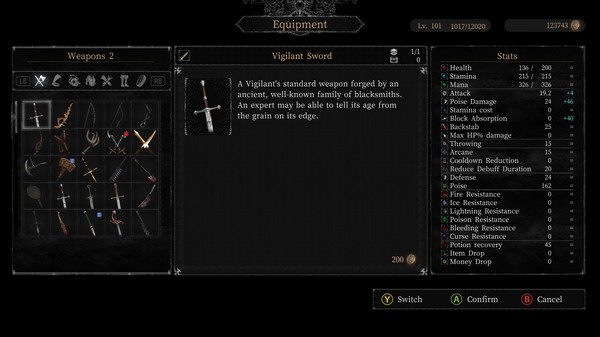 Equipment
Lv. 101 1017/12020
123743
Weapons 2
LB
RB
Vigilant Sword
1/1
0
A Vigilant's standard weapon forged by an
ancient, well-known family of blacksmiths.
An expert may be able to tell its age from
the grain on its edge.
200
Stats
Health 136 / 200 =
Stamina 215 / 215 =
Mana 326 / 326 =
Attack 19.2 +4
Poise Damage 24 +46
Stamina cost 0 =
Block Absorption 0 +40
Backstab 25 =
Max HP% damage 0 =
Throwing 15 =
Arcane 15 =
Cooldown Reduction 0 =
Reduce Debuff Duration 20 =
Defense 24 =
Poise 162 =
Fire Resistance 0 =
Ice Resistance 0 =
Lightning Resistance 0 =
Poison Resistance 0 =
Bleeding Resistance 0 =
Curse Resistance 0 =
Potion recovery 45 =
Item Drop 0 =
Money Drop 0 =
Y Switch
A Confirm
B Cancel